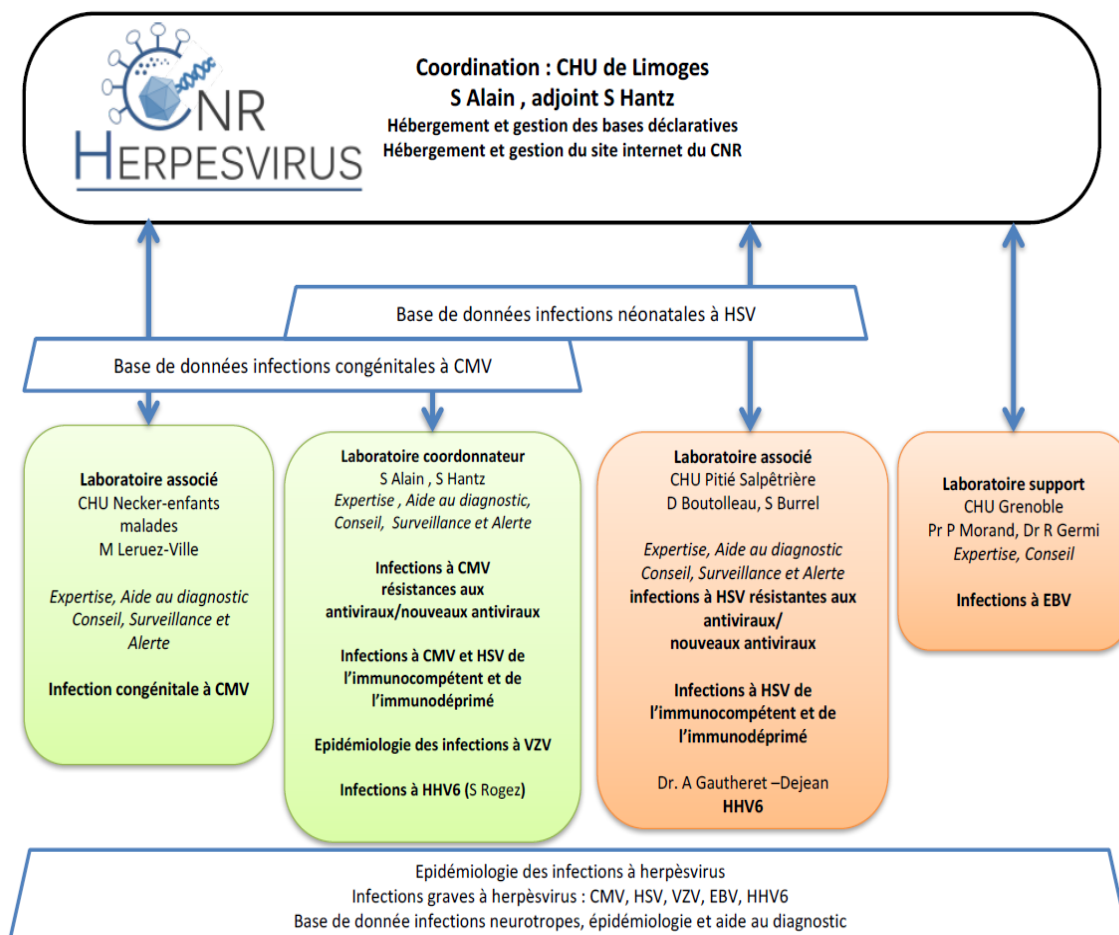 CNR
HERPESVIRUS
Coordination : CHU de Limoges
S Alain , adjoint S Hantz
Hébergement et gestion des bases déclaratives
Hébergement et gestion du site internet du CNR
Base de données infections néonatales à HSV
Base de données infections congénitales à CMV
Laboratoire associé
CHU Necker-enfants
malades
M Leruez-Ville
Expertise, Aide au diagnostic
Conseil, Surveillance et
Alerte
Infection congénitale à CMV
Laboratoire coordonnateur
S Alain , S Hantz
Expertise , Aide au diagnostic,
Conseil, Surveillance et Alerte
Infections à CMV
résistances aux
antiviraux/nouveaux antiviraux
Infections à CMV et HSV de
l'immunocompétent et de
l'immunodéprimé
Epidémiologie des infections à VZV
Infections à HHV6 (S Rogez)
Laboratoire associé
CHU Pitié Salpêtrière
D Boutolleau, S Burrel
Expertise, Aide au diagnostic
Conseil, Surveillance et Alerte
infections à HSV résistantes aux
antiviraux/
nouveaux antiviraux
Infections à HSV de
l'immunocompétent et de
l'immunodéprimé
Dr. A Gautheret –Dejean
HHV6
Laboratoire support
CHU Grenoble
Pr P Morand, Dr R Germi
Expertise, Conseil
Infections à EBV
Epidémiologie des infections à herpèsvirus
Infections graves à herpèsvirus : CMV, HSV, VZV, EBV, HHV6
Base de donnée infections neurotropes, épidémiologie et aide au diagnostic